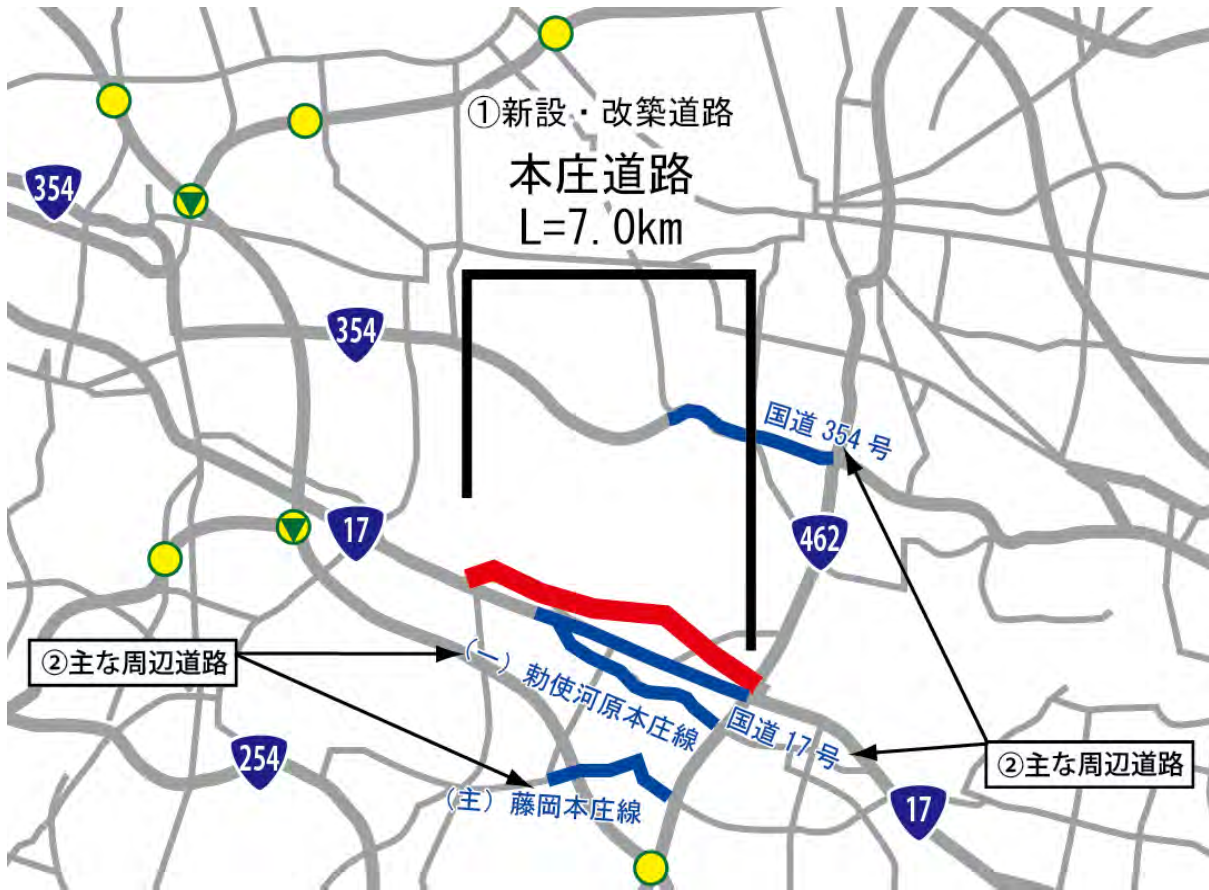 ①新設・改築道路
本庄道路
L=7.0km
354
354
国道 354 号
17
462
②主な周辺道路
(一) 勅使河原本庄線
国道 17 号
254
(主) 藤岡本庄線
②主な周辺道路
17